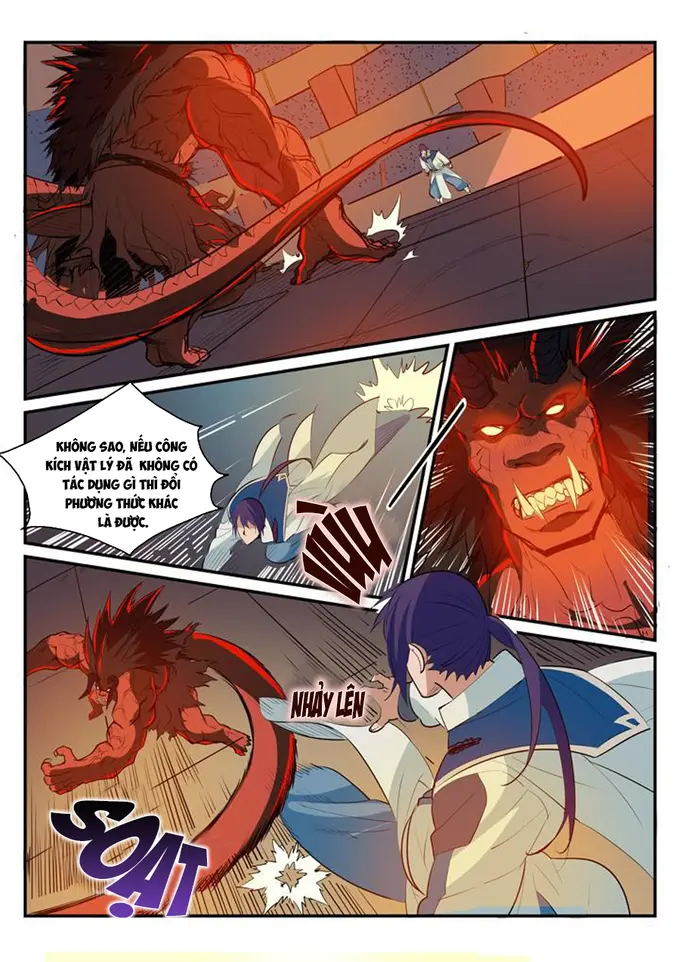 KHÔNG SAO, NẾU CÔNG
KÍCH VẬT LÝ ĐÃ KHÔNG CÓ
TÁC DỤNG GÌ THÌ ĐỔI
PHƯƠNG THỨC KHÁC
LÀ ĐƯỢC.
VÙU
NHẢY LÊN
SOẠT